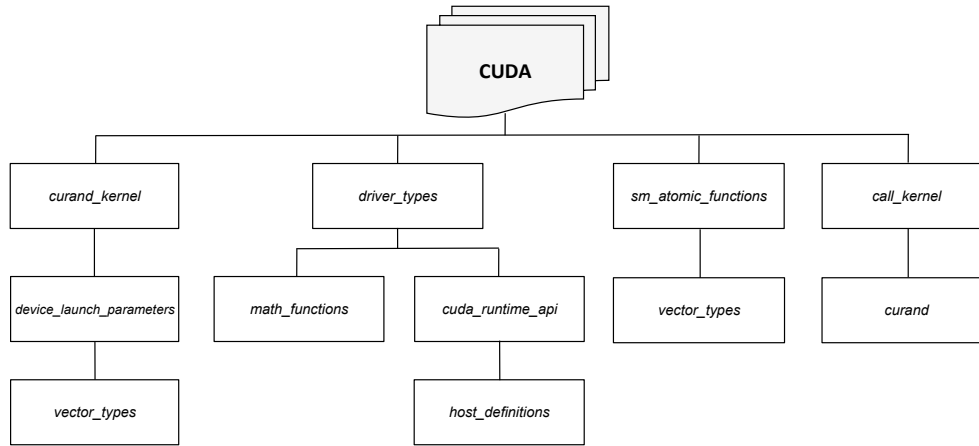 CUDA
curand_kernel
driver_types
sm_atomic_functions
call_kernel
device_launch_parameters
math_functions
cuda_runtime_api
vector_types
curand
vector_types
host_definitions